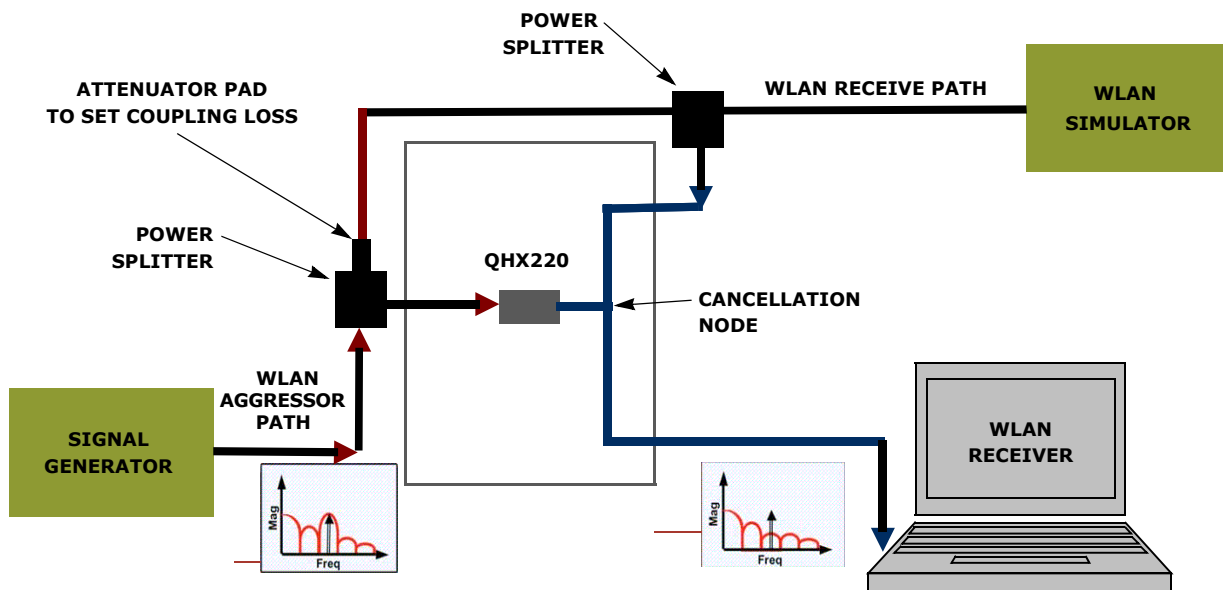 POWER
SPLITTER
ATTENUATOR PAD
TO SET COUPLING LOSS
WLAN RECEIVE PATH
WLAN
SIMULATOR
POWER
SPLITTER
QHX220
CANCELLATION
NODE
WLAN
AGGRESSOR
PATH
SIGNAL
GENERATOR
WLAN
RECEIVER
Mag
Freq
Mag
Freq